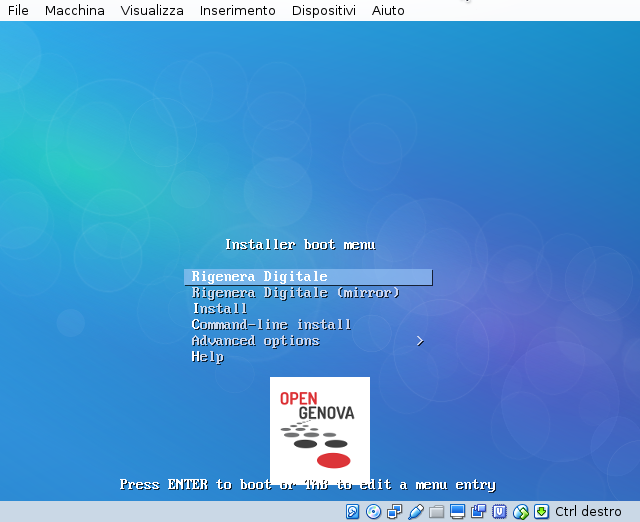 File Macchina Visualizza Inserimento Dispositivi Aiuto
Installer boot menu
Rigenera Digitale
Rigenera Digitale (mirror)
Install
Command-line install
Advanced options >
Help
OPEN
GENOVA
Press ENTER to boot or TAB to edit a menu entry
Ctrl destro